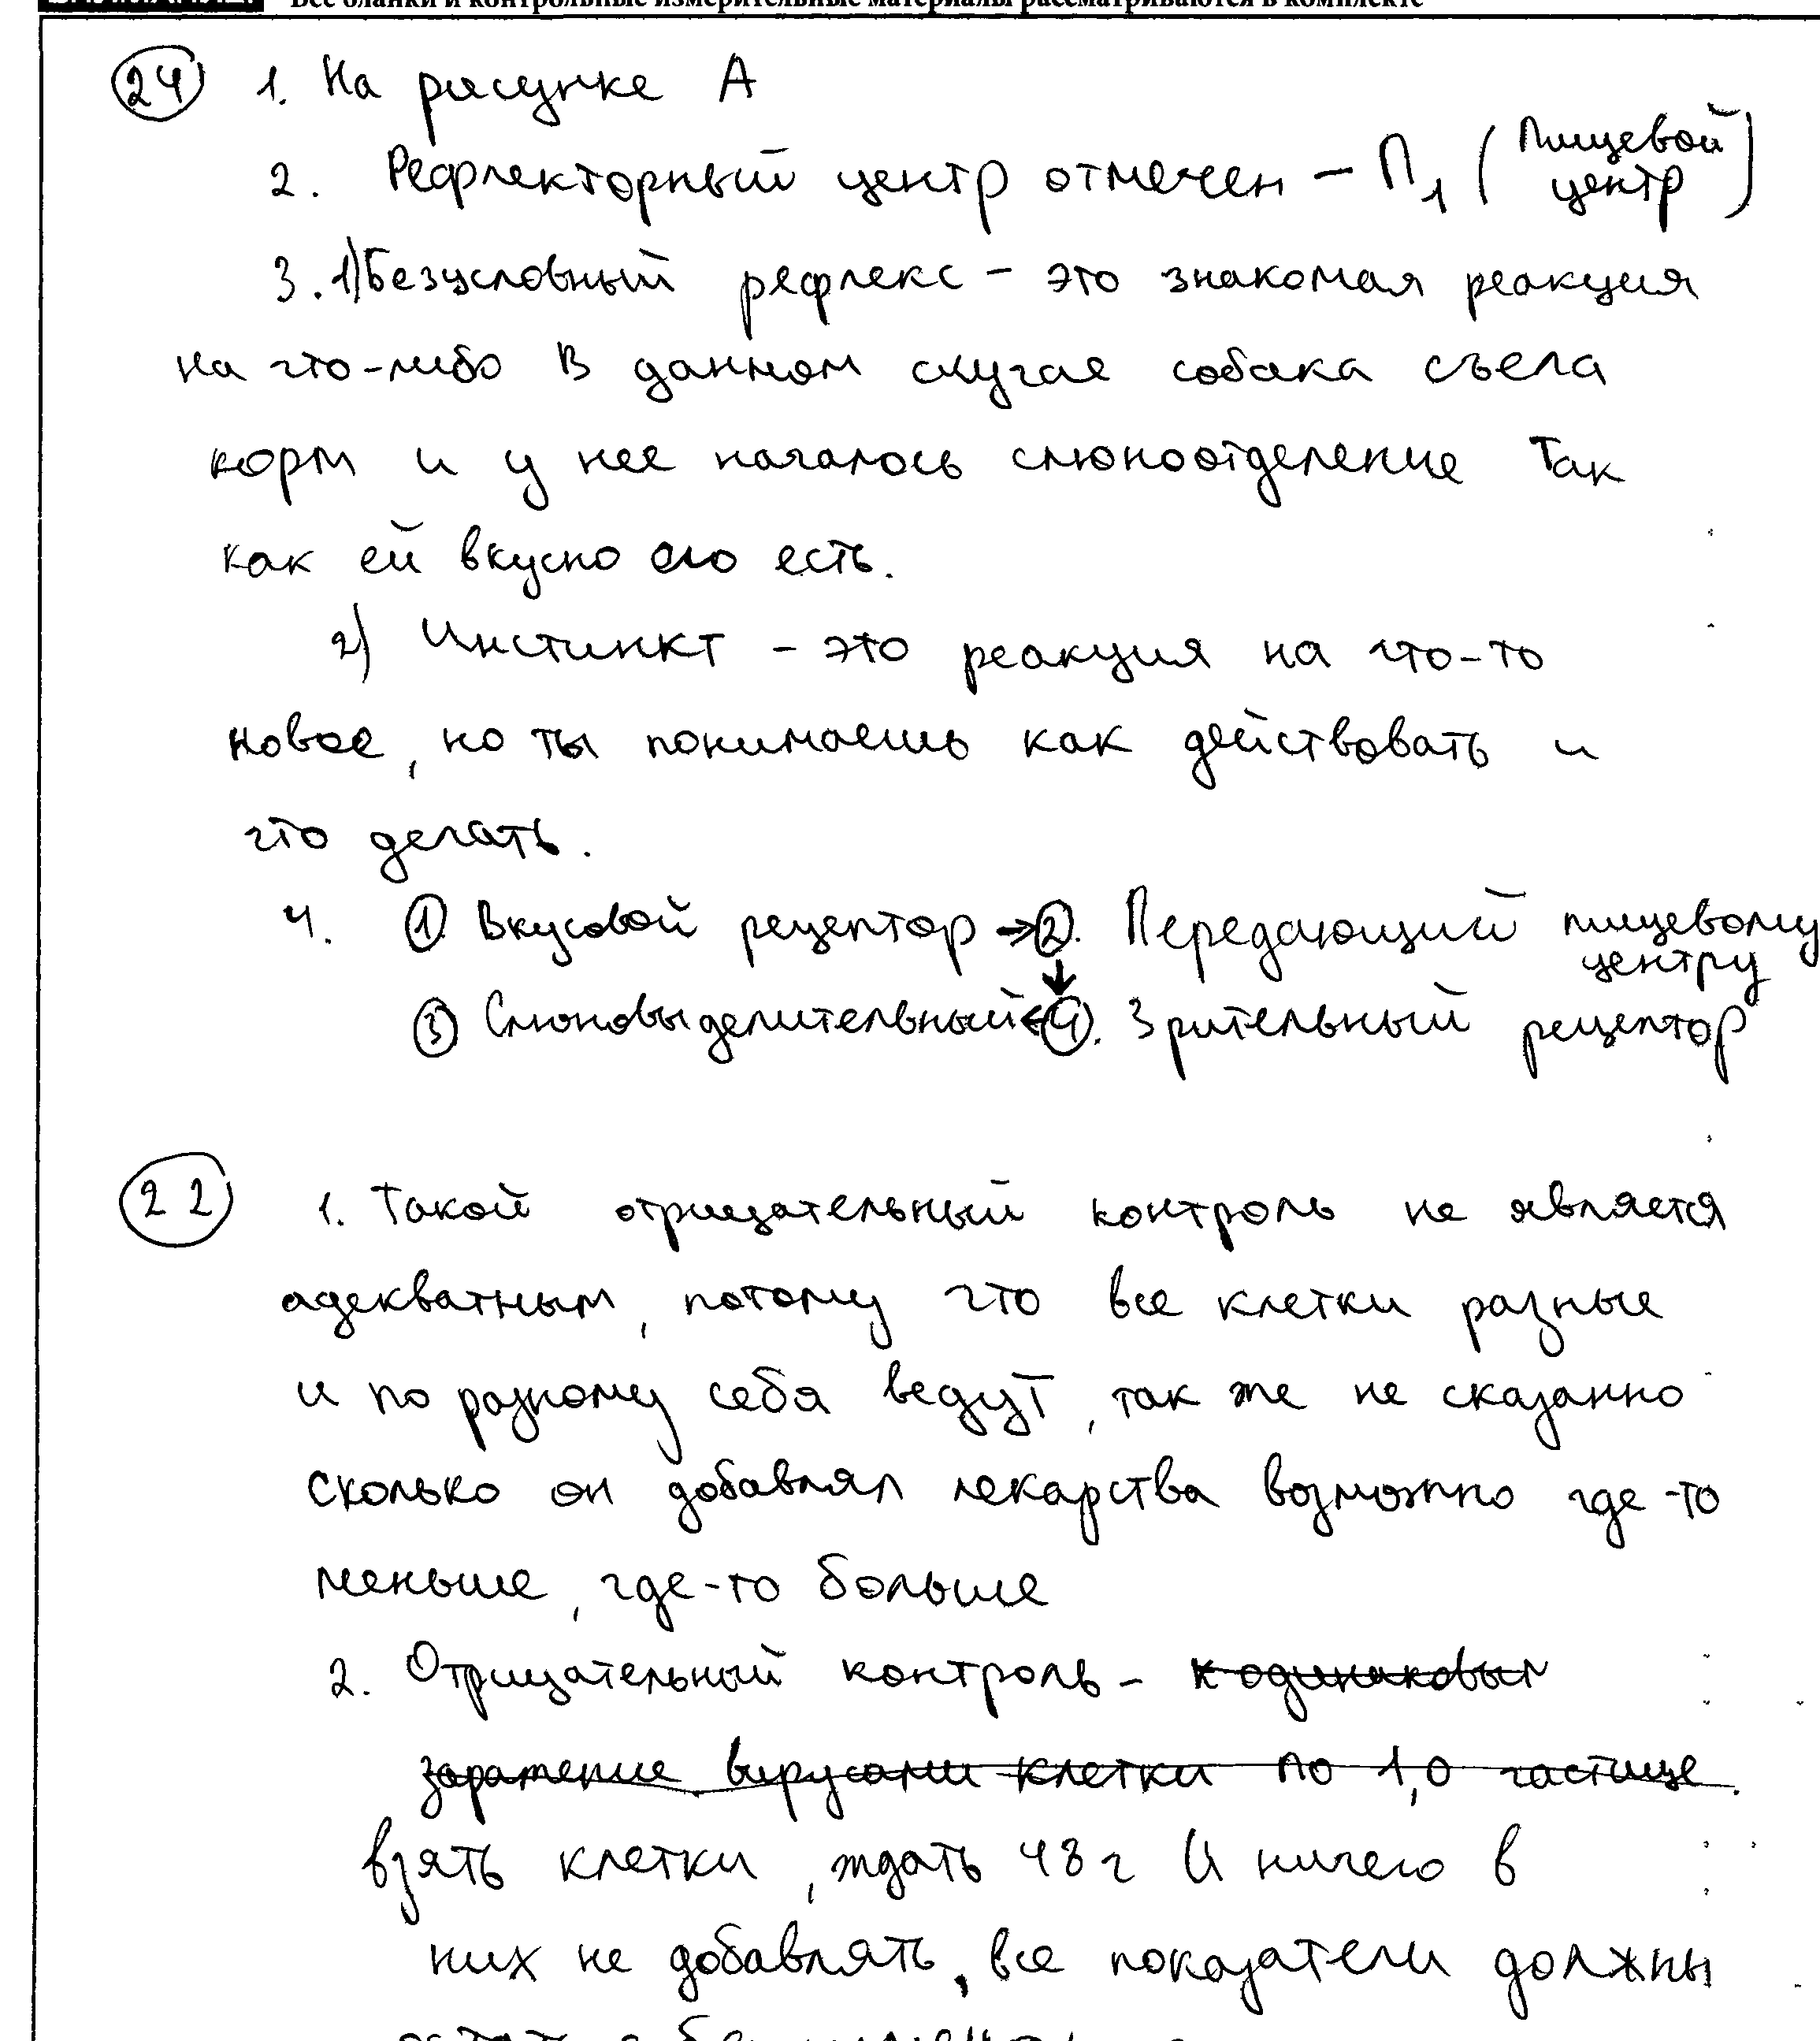 Все бланки и контрольные измерительные материалы рассматриваются в комплекте
24 1. На рисунке А
2. Рефлекторный центр отмечен – П1 (Пищевой центр)
3. 1) Безусловный рефлекс – это знакомая реакция
на что-либо В данном случае собака съела
корм и у нее началось слюноотделение Так
как ей вкусно его есть.
2) Инстинкт – это реакция на что-то
новое, но ты понимаешь как действовать и
что делать.
4. ① Вкусовой рецептор → ②. Передающий пищевому центру
↓
③ Слюновыделительный ← ④. Зрительный рецептор
22 1. Такой отрицательный контроль не является
адекватным, потому что все клетки разные
и по разному себя ведут, так же не сказанно
сколько он добавлял лекарства возможно где-то
меньше, где-то больше
2. Отрицательный контроль – к одинаковым
заражение вирусами клетки по 1,0 частице.
взять клетки, ждать 48 г И ничего в
них не добавлять, все показатели должны